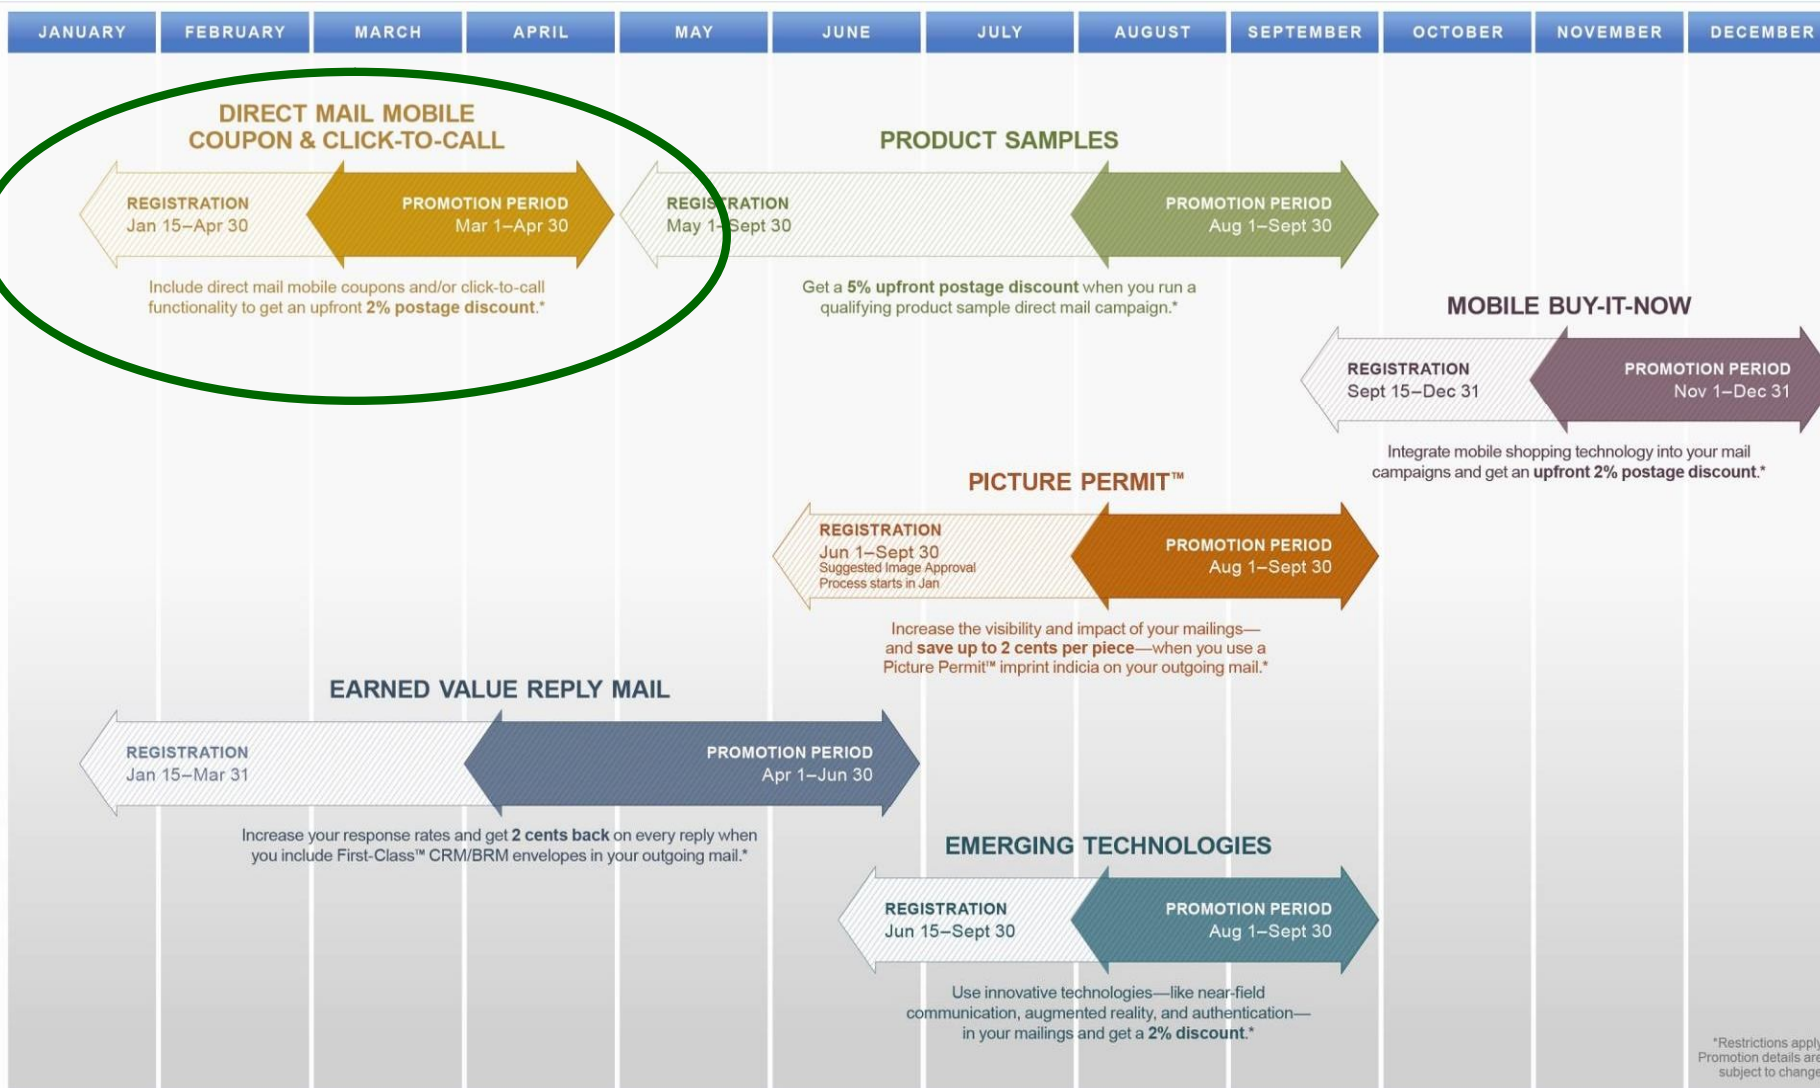 JANUARY FEBRUARY MARCH APRIL MAY JUNE JULY AUGUST SEPTEMBER OCTOBER NOVEMBER DECEMBER
DIRECT MAIL MOBILE
COUPON & CLICK-TO-CALL
REGISTRATION
Jan 15–Apr 30
PROMOTION PERIOD
Mar 1–Apr 30
Include direct mail mobile coupons and/or click-to-call
functionality to get an upfront 2% postage discount.*
PRODUCT SAMPLES
REGISTRATION
May 1–Sept 30
PROMOTION PERIOD
Aug 1–Sept 30
Get a 5% upfront postage discount when you run a
qualifying product sample direct mail campaign.*
MOBILE BUY-IT-NOW
REGISTRATION
Sept 15–Dec 31
PROMOTION PERIOD
Nov 1–Dec 31
Integrate mobile shopping technology into your mail
campaigns and get an upfront 2% postage discount.*
PICTURE PERMIT™
REGISTRATION
Jun 1–Sept 30
Suggested Image Approval
Process starts in Jan
PROMOTION PERIOD
Aug 1–Sept 30
Increase the visibility and impact of your mailings—
and save up to 2 cents per piece—when you use a
Picture Permit™ imprint indicia on your outgoing mail.*
EARNED VALUE REPLY MAIL
REGISTRATION
Jan 15–Mar 31
PROMOTION PERIOD
Apr 1–Jun 30
Increase your response rates and get 2 cents back on every reply when
you include First-Class™ CRM/BRM envelopes in your outgoing mail.*
EMERGING TECHNOLOGIES
REGISTRATION
Jun 15–Sept 30
PROMOTION PERIOD
Aug 1–Sept 30
Use innovative technologies—like near-field
communication, augmented reality, and authentication—
in your mailings and get a 2% discount.*
*Restrictions apply
Promotion details are
subject to change